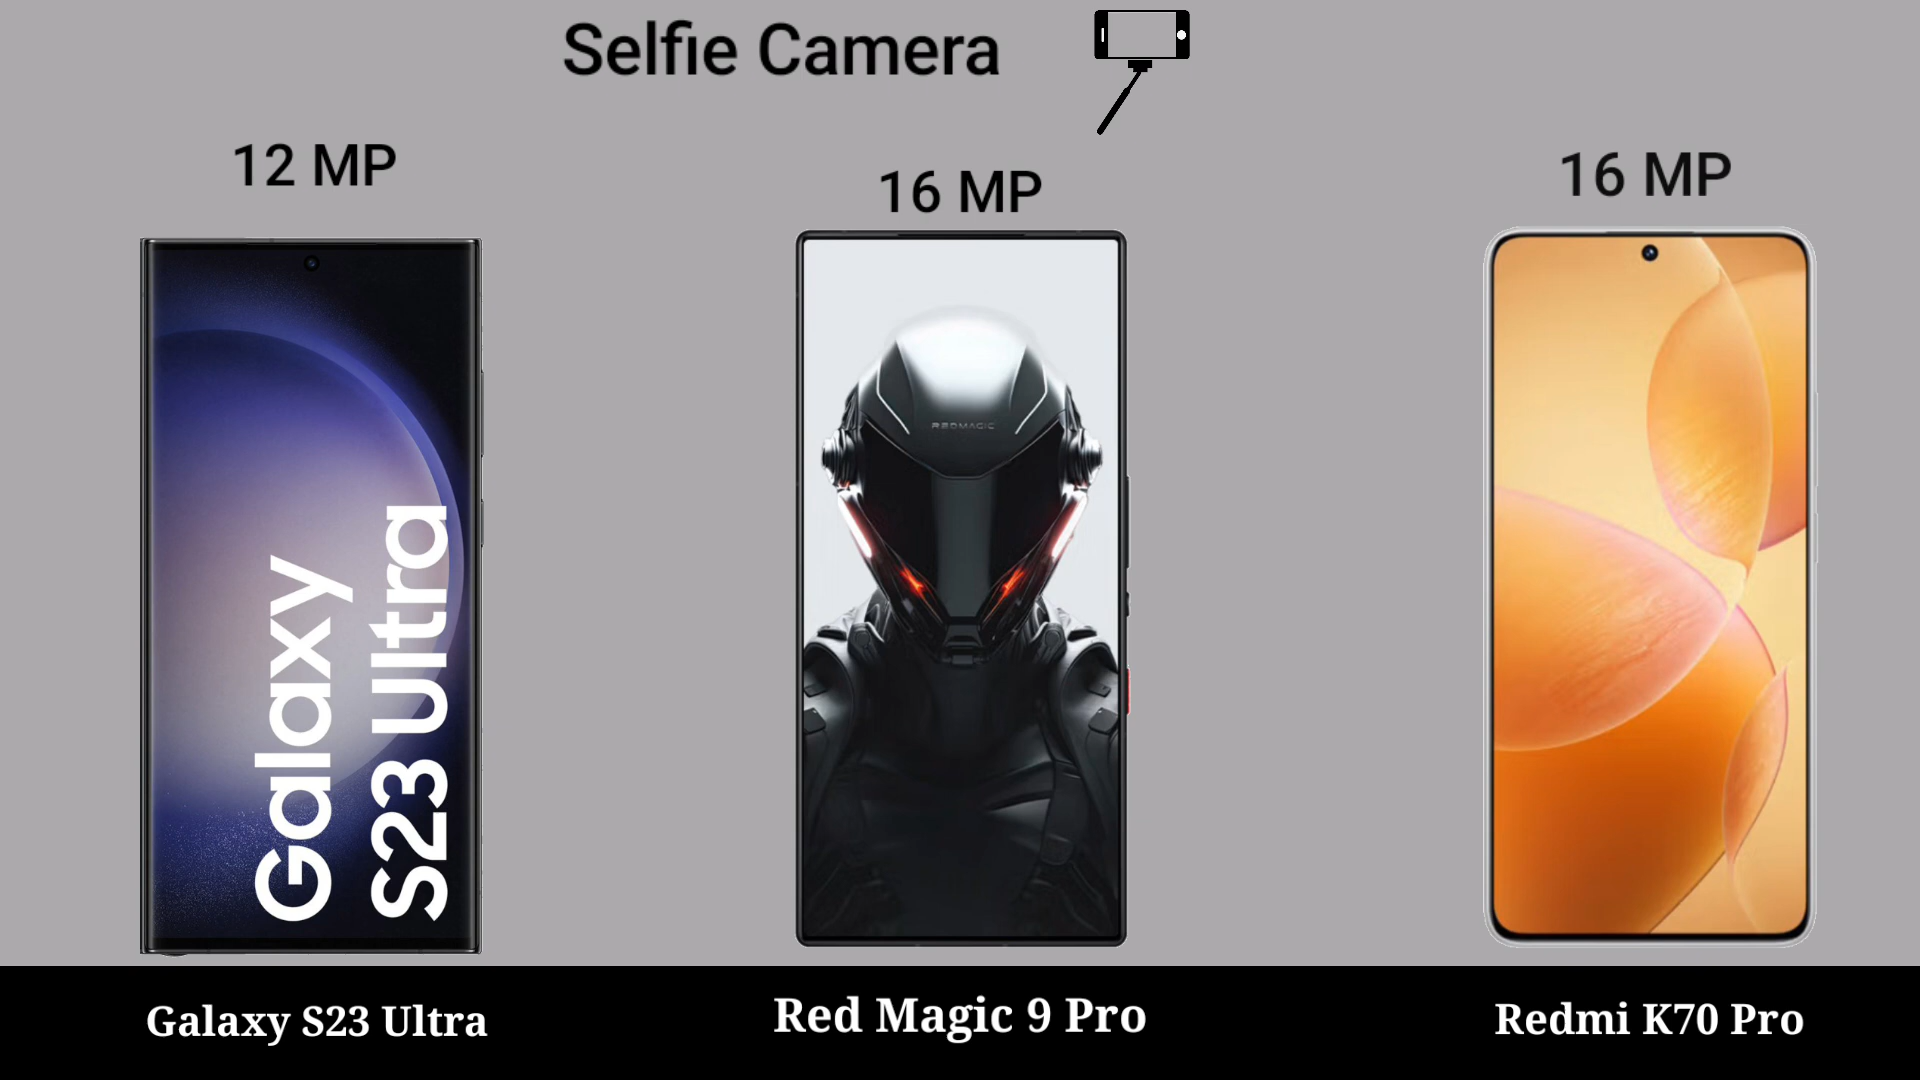 Selfie Camera
12 MP
16 MP
16 MP
Galaxy
S23 Ultra
REDMAGIC
Galaxy S23 Ultra
Red Magic 9 Pro
Redmi K70 Pro